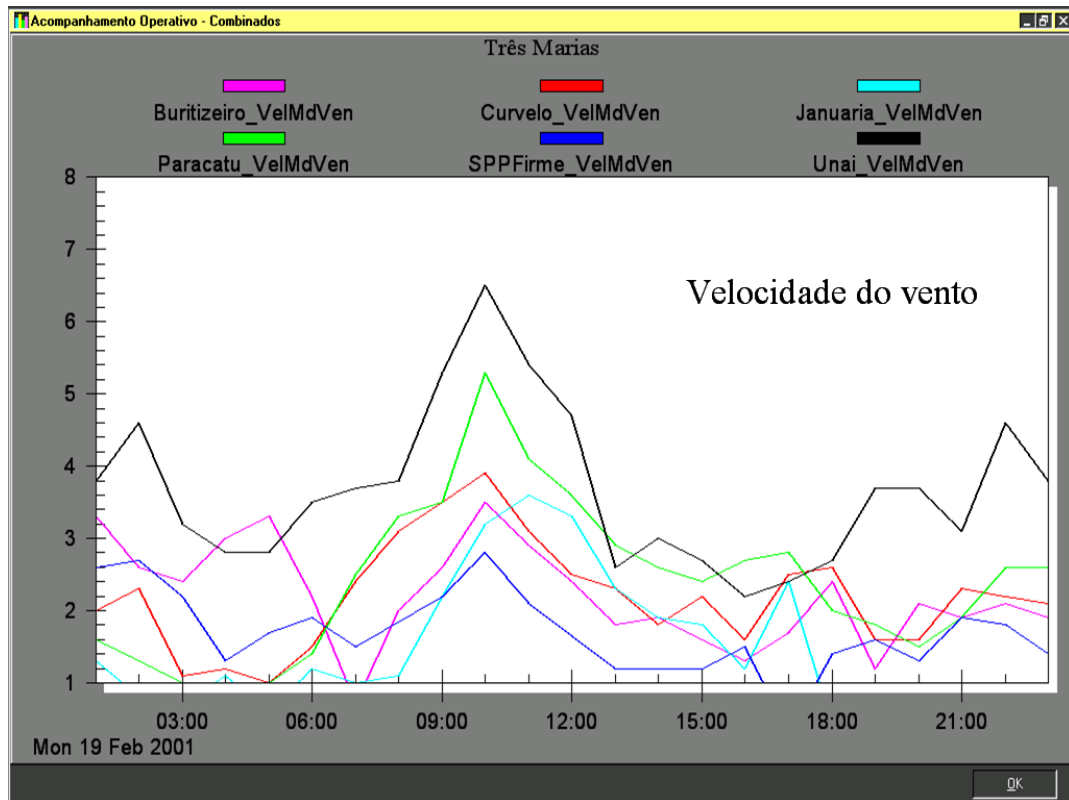 Acompanhamento Operativo - Combinados
Três Marias
Buritizeiro_VelMdVen
Curvelo_VelMdVen
Januaria_VelMdVen
Paracatu_VelMdVen
SPPFirme_VelMdVen
Unai_VelMdVen
8
7
6
5
4
3
2
1
Velocidade do vento
03:00 06:00 09:00 12:00 15:00 18:00 21:00
Mon 19 Feb 2001
OK